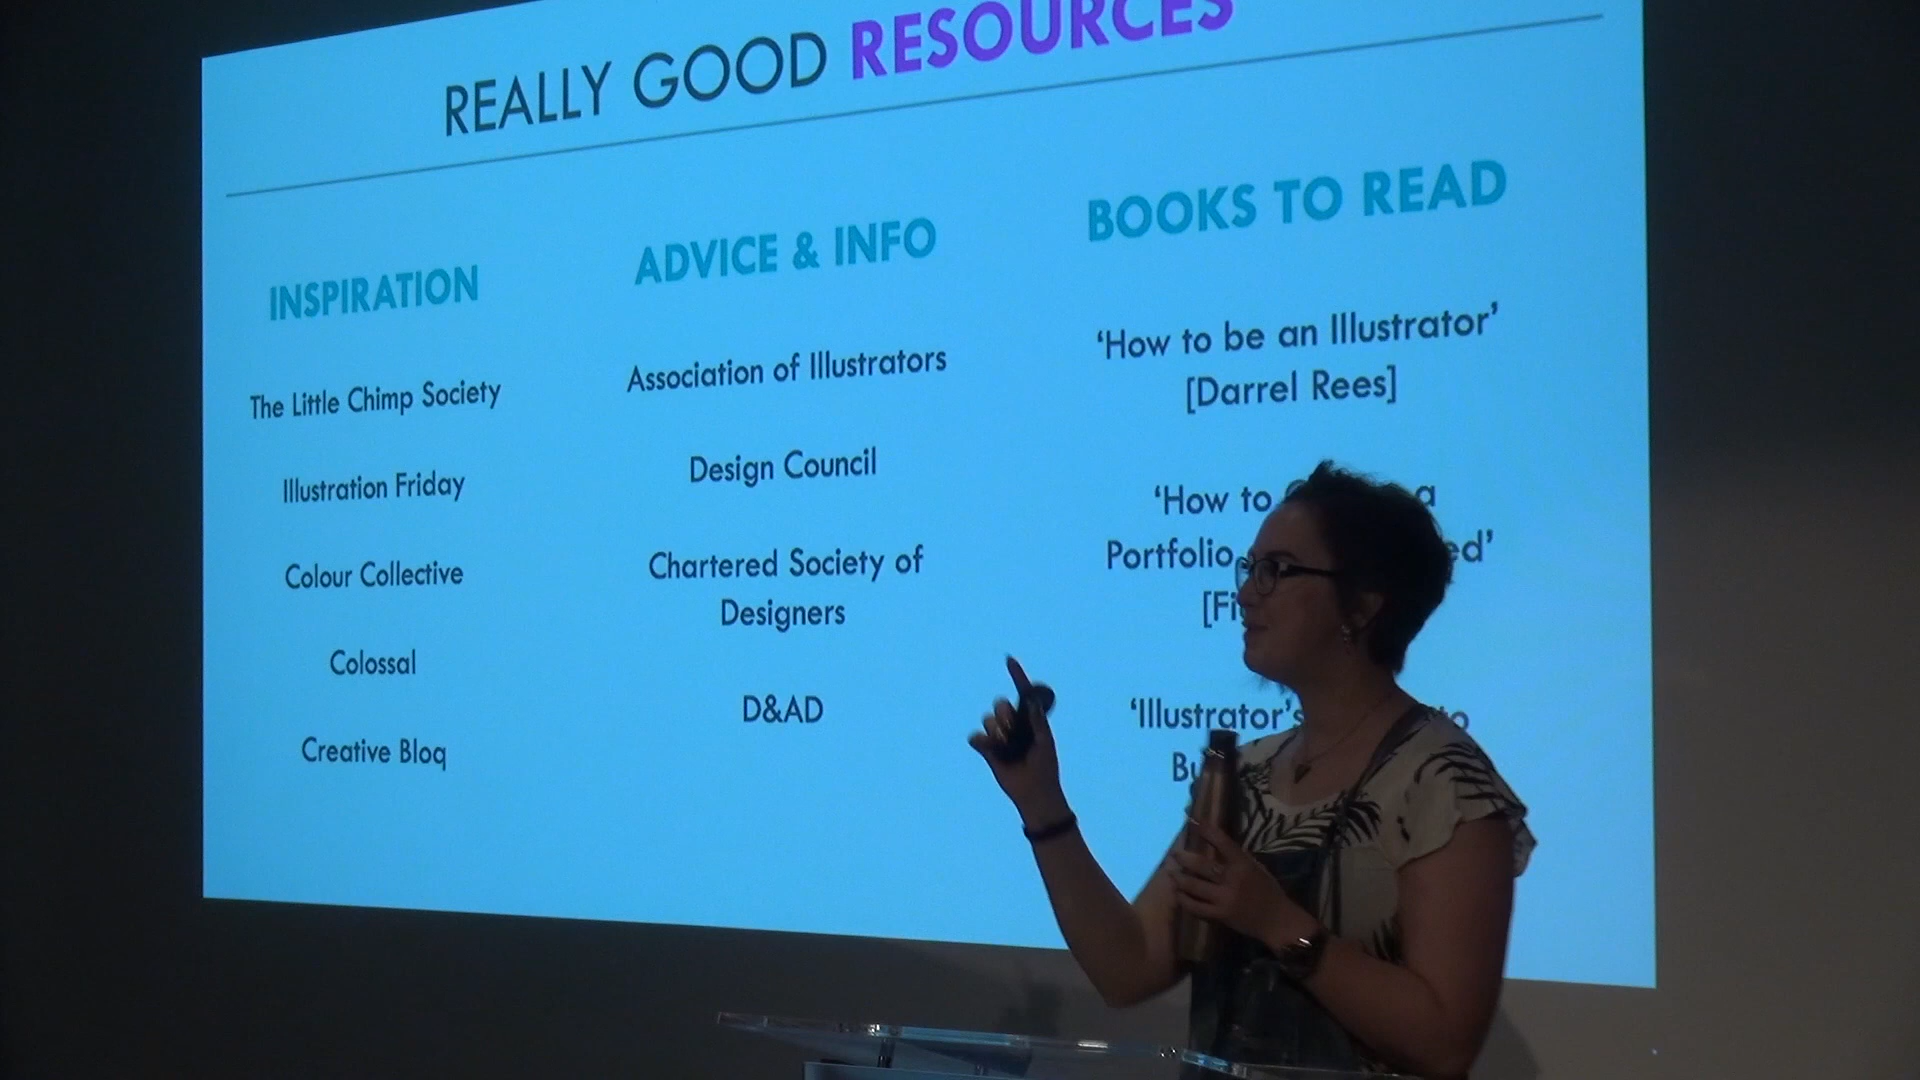 REALLY GOOD RESOURCES
INSPIRATION
The Little Chimp Society
Illustration Friday
Colour Collective
Colossal
Creative Bloq
ADVICE & INFO
Association of Illustrators
Design Council
Chartered Society of
Designers
D&AD
BOOKS TO READ
‘How to be an Illustrator’
[Darrel Rees]
‘How to a
Portfolio
‘Illustrator’s to